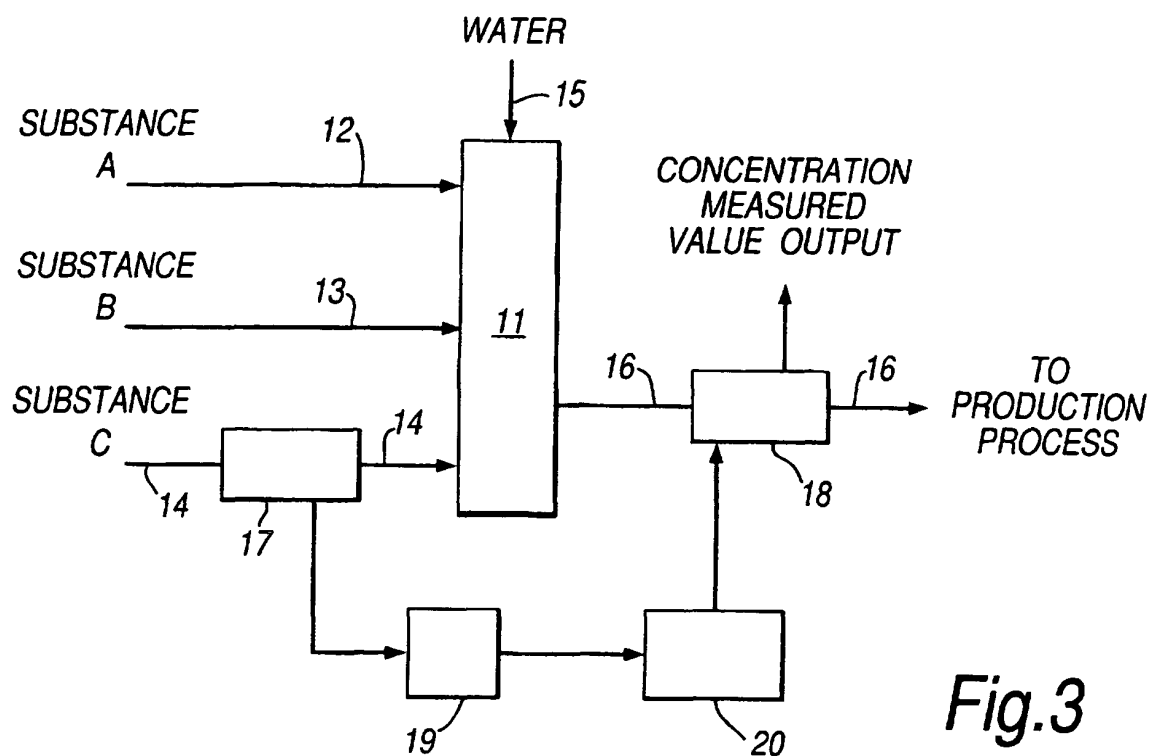 WATER
15
SUBSTANCE
A
12
SUBSTANCE
B
13
11
CONCENTRATION
MEASURED
VALUE OUTPUT
SUBSTANCE
C
14
14
17
16
18
16
TO
PRODUCTION
PROCESS
19
20
Fig.3